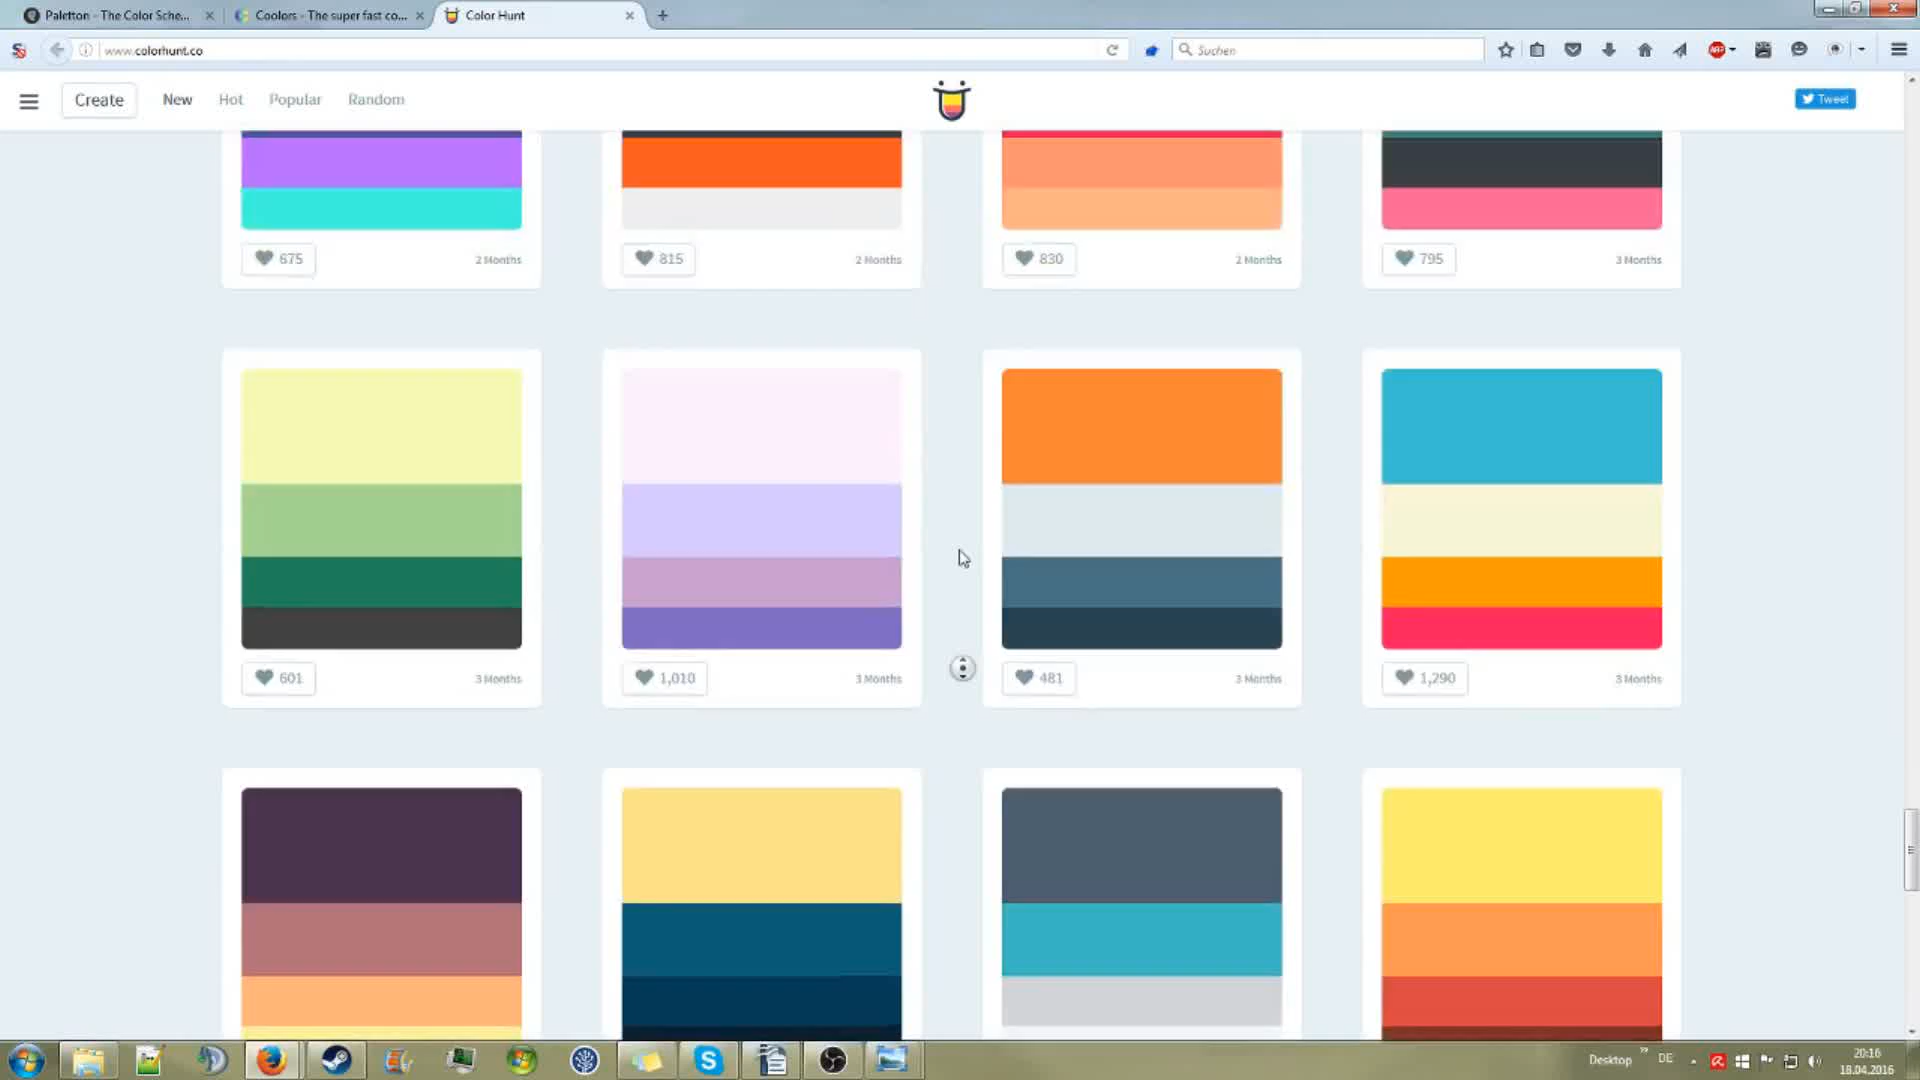 Paletton - The Color Sche...
Coolors - The super fast co...
Color Hunt
www.colorhunt.co
Suchen
ABP
Create
New
Hot
Popular
Random
Tweet
675
2 Months
815
2 Months
830
2 Months
795
3 Months
601
3 Months
1,010
3 Months
481
3 Months
1,290
3 Months
Desktop
DE
20:16
18.04.2016